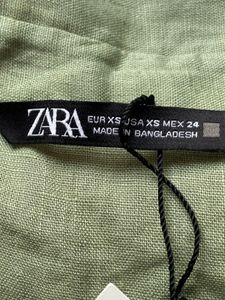 ZARA
EUR XS USA XS MEX 24
MADE IN BANGLADESH